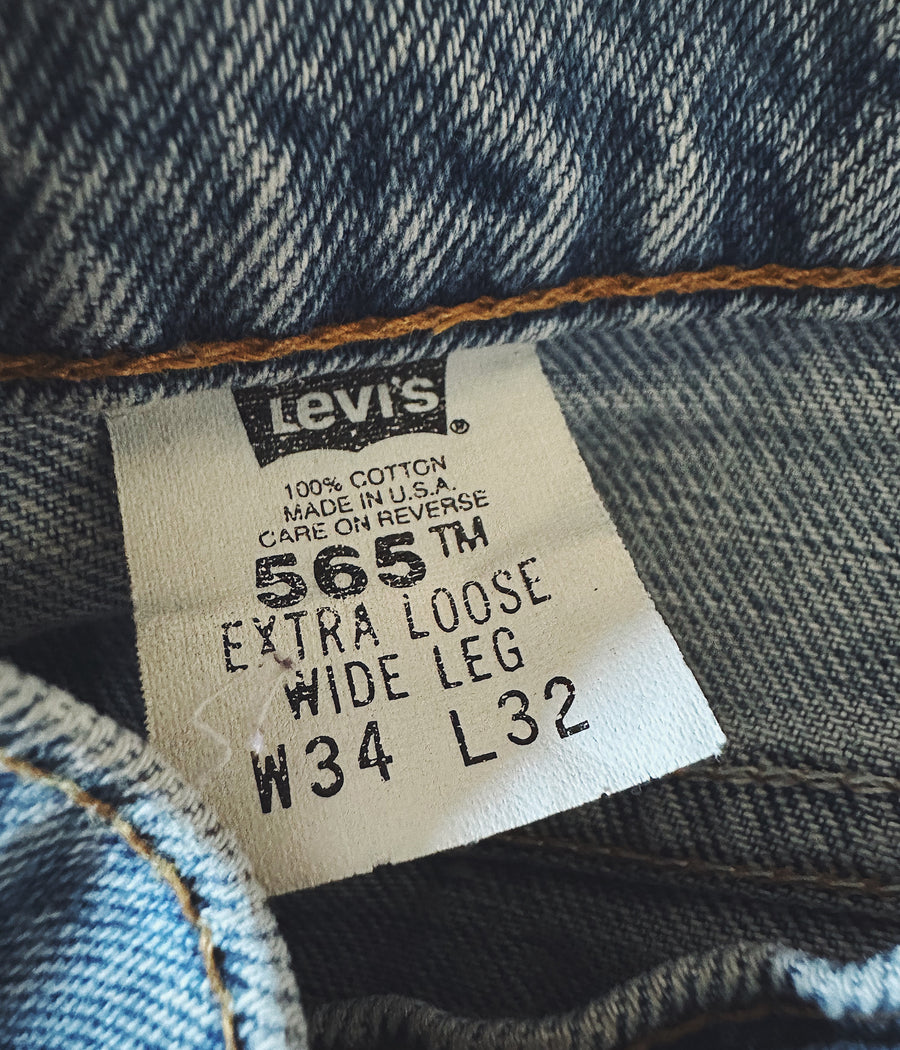 Levi's®
100% COTTON
MADE IN U.S.A.
CARE ON REVERSE
565™
EXTRA LOOSE
WIDE LEG
W34 L32